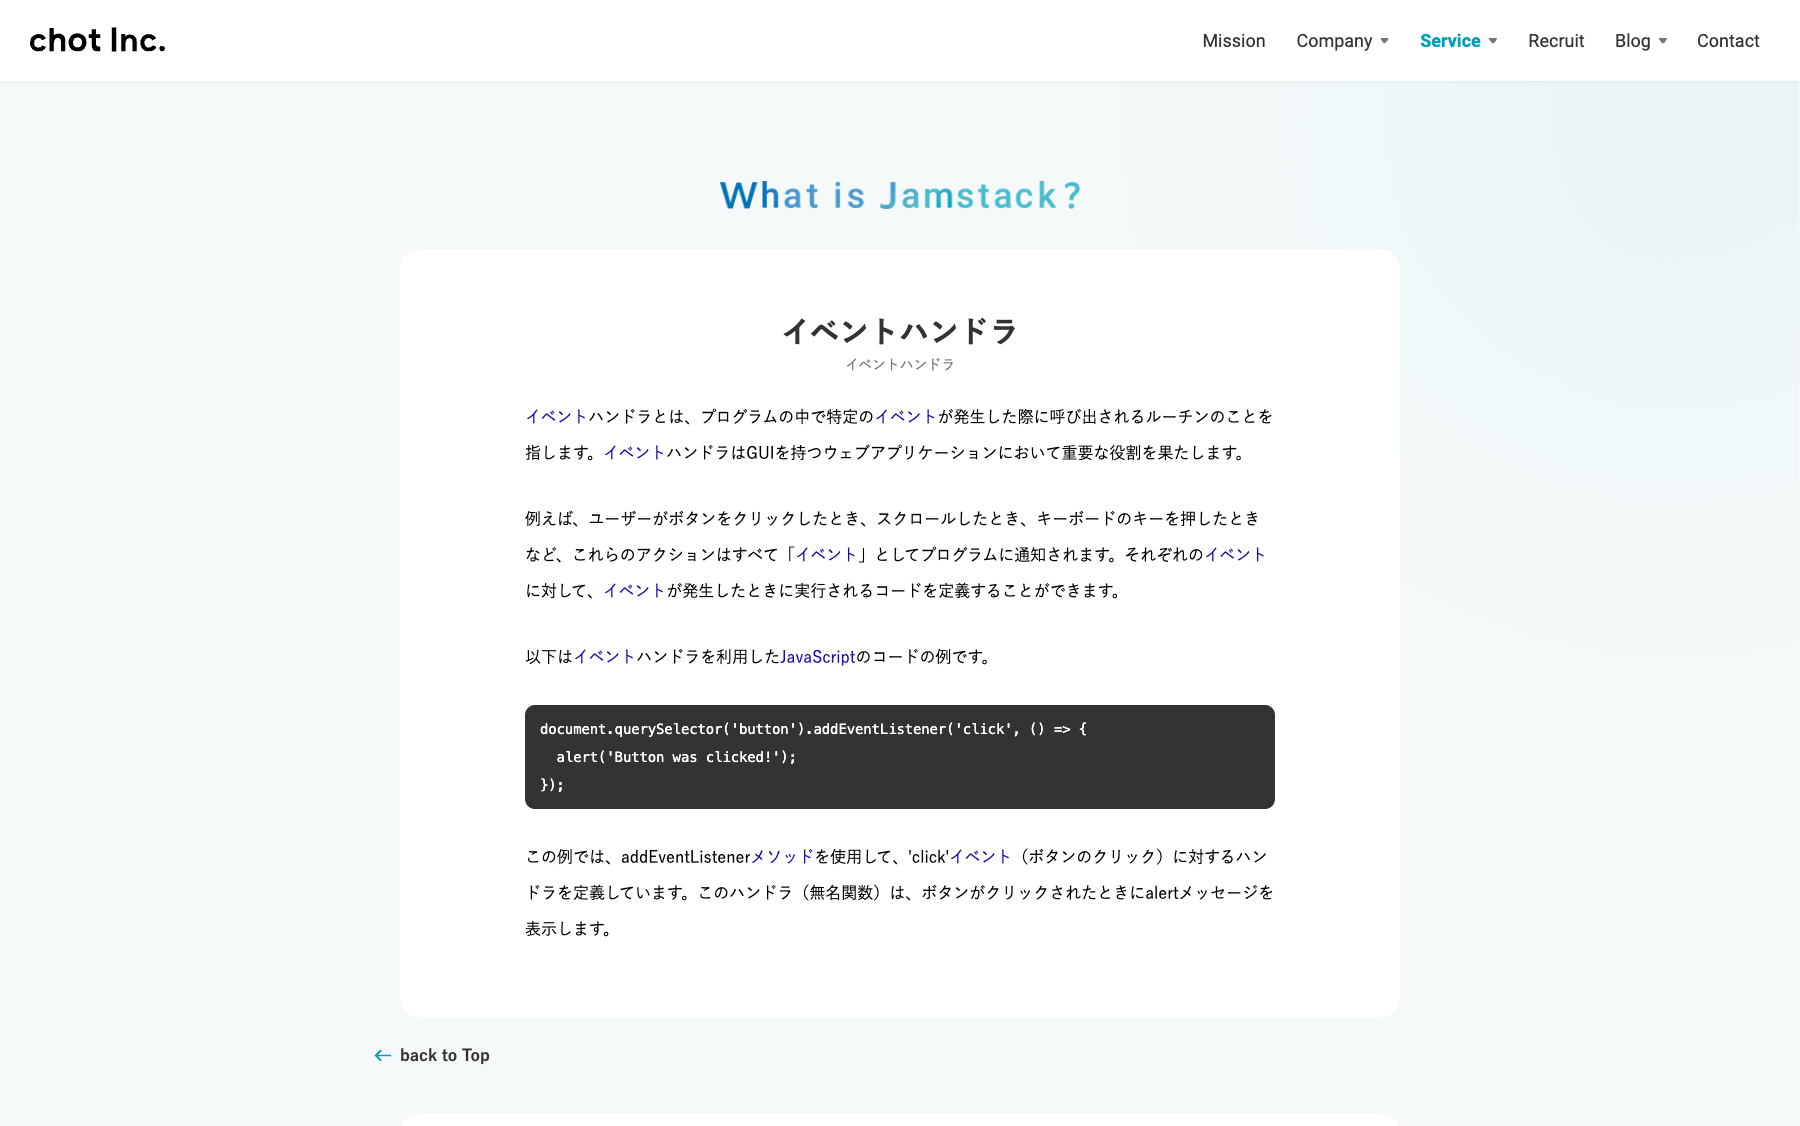 chot Inc.
Mission Company Service Recruit Blog Contact
What is Jamstack?
イベントハンドラ
イベントハンドラ
イベントハンドラとは、プログラムの中で特定のイベントが発生した際に呼び出されるルーチンのことを
指します。イベントハンドラはGUIを持つウェブアプリケーションにおいて重要な役割を果たします。
例えば、ユーザーがボタンをクリックしたとき、スクロールしたとき、キーボードのキーを押したとき
など、これらのアクションはすべて「イベント」としてプログラムに通知されます。それぞれのイベント
に対して、イベントが発生したときに実行されるコードを定義することができます。
以下はイベントハンドラを利用したJavaScriptのコードの例です。
document.querySelector('button').addEventListener('click', () => {
  alert('Button was clicked!');
});
この例では、addEventListenerメソッドを使用して、'click'イベント（ボタンのクリック）に対するハン
ドラを定義しています。このハンドラ（無名関数）は、ボタンがクリックされたときにalertメッセージを
表示します。
← back to Top